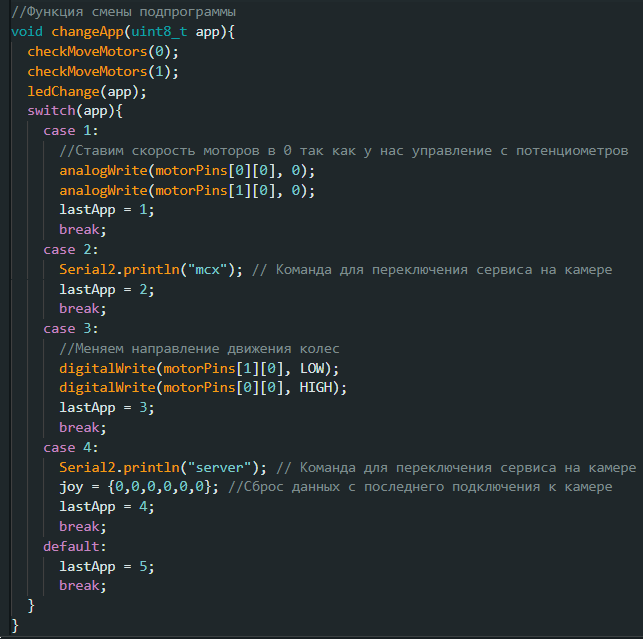 //Функция смены подпрограммы
void changeApp(uint8_t app){
  checkMoveMotors(0);
  checkMoveMotors(1);
  ledChange(app);
  switch(app){
    case 1:
      //Ставим скорость моторов в 0 так как у нас управление с потенциометров
      analogWrite(motorPins[0][0], 0);
      analogWrite(motorPins[1][0], 0);
      lastApp = 1;
      break;
    case 2:
      Serial2.println("mcx"); // Команда для переключения сервиса на камере
      lastApp = 2;
      break;
    case 3:
      //Меняем направление движения колес
      digitalWrite(motorPins[1][0], LOW);
      digitalWrite(motorPins[0][0], HIGH);
      lastApp = 3;
      break;
    case 4:
      Serial2.println("server"); // Команда для переключения сервиса на камере
      joy = {0,0,0,0,0,0}; //Сброс данных с последнего подключения к камере
      lastApp = 4;
      break;
    default:
      lastApp = 5;
      break;
  }
}